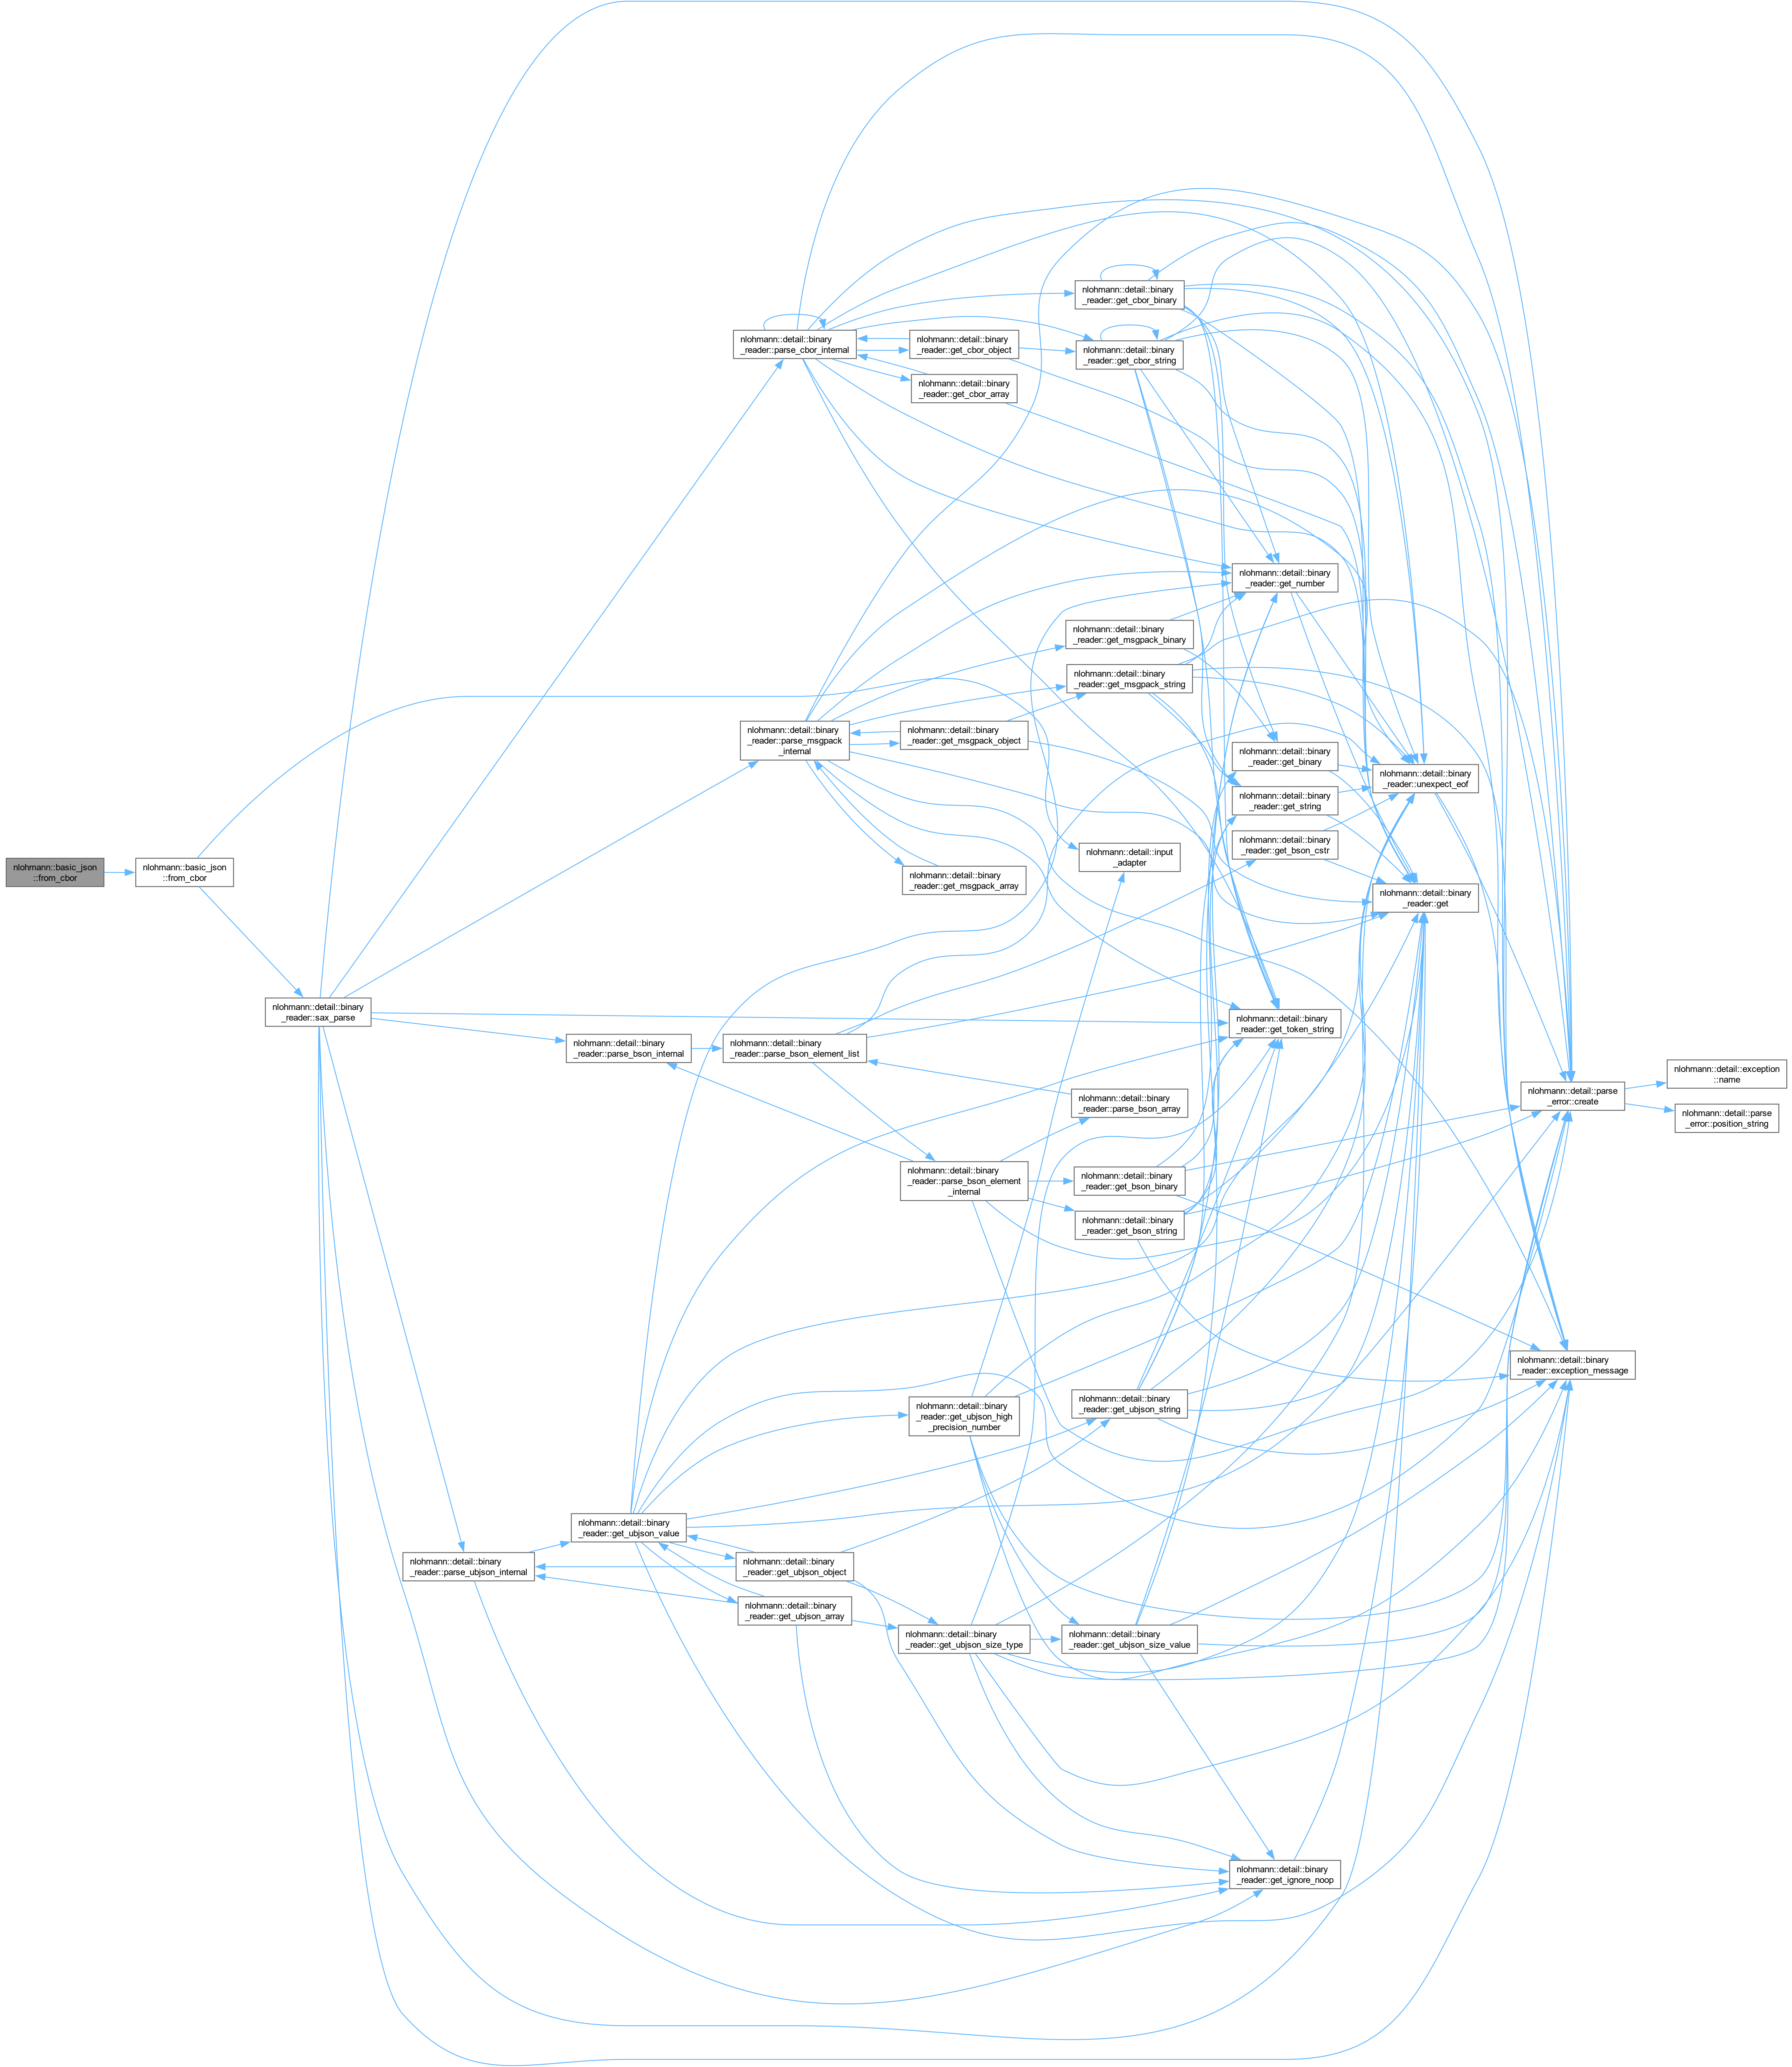 nlohmann::basic_json
::from_cbor
nlohmann::basic_json
::from_cbor
nlohmann::detail::binary
_reader::sax_parse
nlohmann::detail::binary
_reader::parse_cbor_internal
nlohmann::detail::binary
_reader::get_cbor_object
nlohmann::detail::binary
_reader::get_cbor_array
nlohmann::detail::binary
_reader::get_cbor_binary
nlohmann::detail::binary
_reader::get_cbor_string
nlohmann::detail::binary
_reader::get_number
nlohmann::detail::binary
_reader::get_msgpack_binary
nlohmann::detail::binary
_reader::get_msgpack_string
nlohmann::detail::binary
_reader::parse_msgpack
_internal
nlohmann::detail::binary
_reader::get_msgpack_object
nlohmann::detail::binary
_reader::get_msgpack_array
nlohmann::detail::input
_adapter
nlohmann::detail::binary
_reader::get_binary
nlohmann::detail::binary
_reader::get_string
nlohmann::detail::binary
_reader::get_bson_cstr
nlohmann::detail::binary
_reader::unexpect_eof
nlohmann::detail::binary
_reader::get
nlohmann::detail::binary
_reader::get_token_string
nlohmann::detail::binary
_reader::parse_bson_internal
nlohmann::detail::binary
_reader::parse_bson_element_list
nlohmann::detail::binary
_reader::parse_bson_array
nlohmann::detail::binary
_reader::parse_bson_element
_internal
nlohmann::detail::binary
_reader::get_bson_binary
nlohmann::detail::binary
_reader::get_bson_string
nlohmann::detail::parse
_error::create
nlohmann::detail::exception
::name
nlohmann::detail::parse
_error::position_string
nlohmann::detail::binary
_reader::exception_message
nlohmann::detail::binary
_reader::get_ubjson_high
_precision_number
nlohmann::detail::binary
_reader::get_ubjson_string
nlohmann::detail::binary
_reader::get_ubjson_value
nlohmann::detail::binary
_reader::parse_ubjson_internal
nlohmann::detail::binary
_reader::get_ubjson_object
nlohmann::detail::binary
_reader::get_ubjson_array
nlohmann::detail::binary
_reader::get_ubjson_size_type
nlohmann::detail::binary
_reader::get_ubjson_size_value
nlohmann::detail::binary
_reader::get_ignore_noop